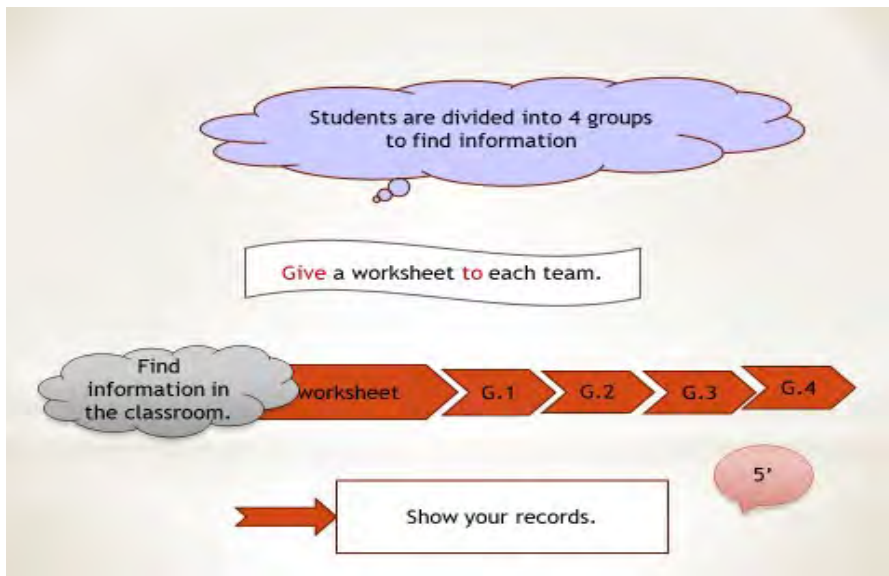 Students are divided into 4 groups
to find information
Give a worksheet to each team.
Find
information in
the classroom.
worksheet
G.1
G.2
G.3
G.4
5’
Show your records.